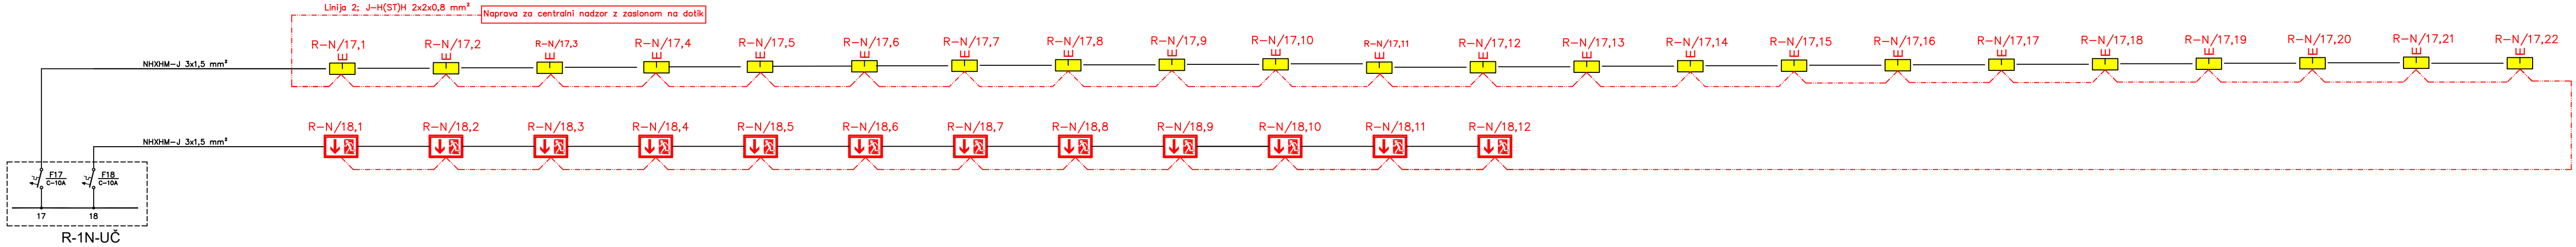 Linija 2; J-H(ST)H 2x2x0,8 mm²
Naprava za centralni nadzor z zaslonom na dotik
R-N/17,1 R-N/17,2 R-N/17,3 R-N/17,4 R-N/17,5 R-N/17,6 R-N/17,7 R-N/17,8 R-N/17,9 R-N/17,10 R-N/17,11 R-N/17,12 R-N/17,13 R-N/17,14 R-N/17,15 R-N/17,16 R-N/17,17 R-N/17,18 R-N/17,19 R-N/17,20 R-N/17,21 R-N/17,22
NHXHM-J 3x1,5 mm²
R-N/18,1 R-N/18,2 R-N/18,3 R-N/18,4 R-N/18,5 R-N/18,6 R-N/18,7 R-N/18,8 R-N/18,9 R-N/18,10 R-N/18,11 R-N/18,12
NHXHM-J 3x1,5 mm²
F17 F18
C-10A C-10A
17 18
R-1N-UČ